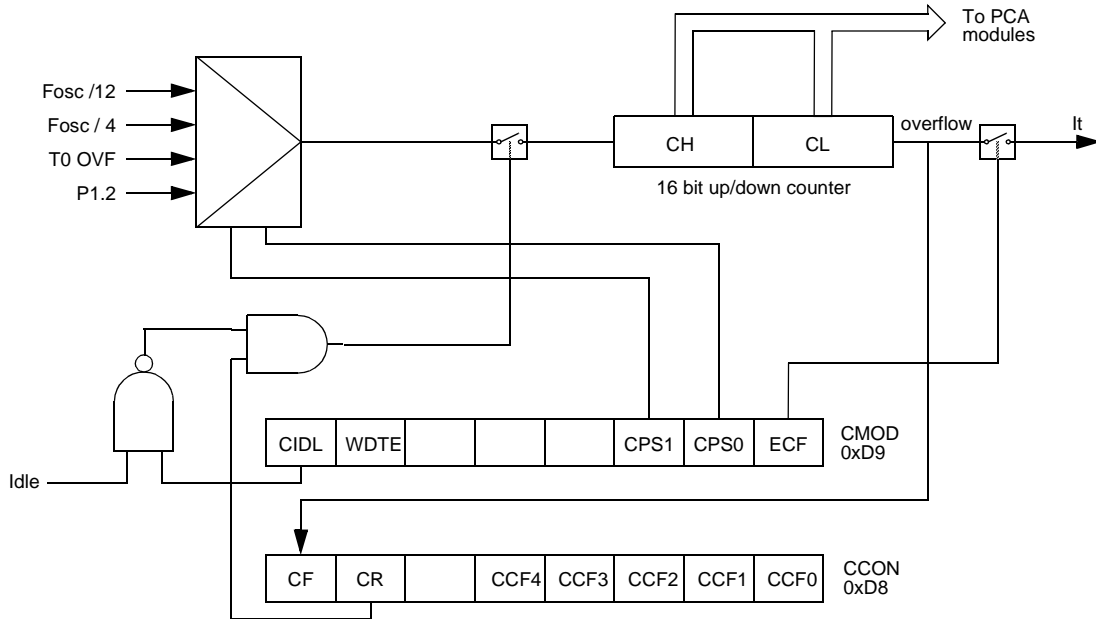 To PCA
modules
Fosc /12
Fosc / 4
T0 OVF
P1.2
CH
CL
overflow
It
16 bit up/down counter
CIDL
WDTE
CPS1
CPS0
ECF
CMOD
0xD9
Idle
CF
CR
CCF4
CCF3
CCF2
CCF1
CCF0
CCON
0xD8